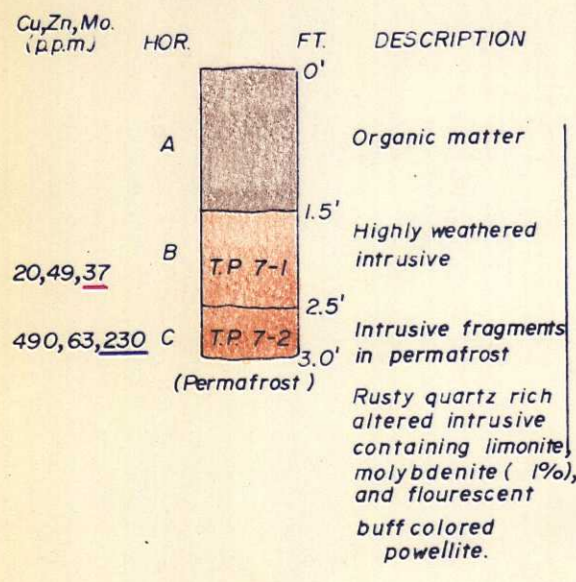 Cu,Zn,Mo. HOR. FT. DESCRIPTION
(p.p.m.)
0'
A Organic matter
1.5'
B Highly weathered
intrusive
20,49,37 T.P. 7-1
2.5'
490,63,230 C T.P. 7-2 Intrusive fragments
3.0' in permafrost
(Permafrost)
Rusty quartz rich
altered intrusive
containing limonite,
molybdenite ( 1%),
and flourescent
buff colored
powellite.